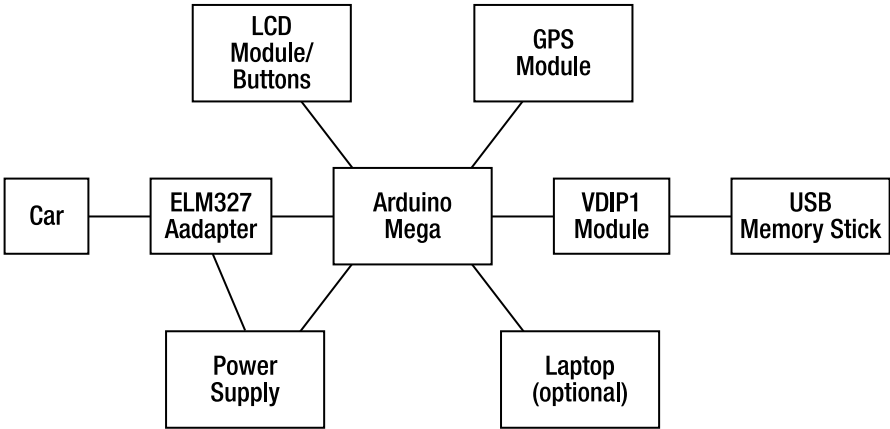 LCD
Module/
Buttons
GPS
Module
Car
ELM327
Aadapter
Arduino
Mega
VDIP1
Module
USB
Memory Stick
Power
Supply
Laptop
(optional)